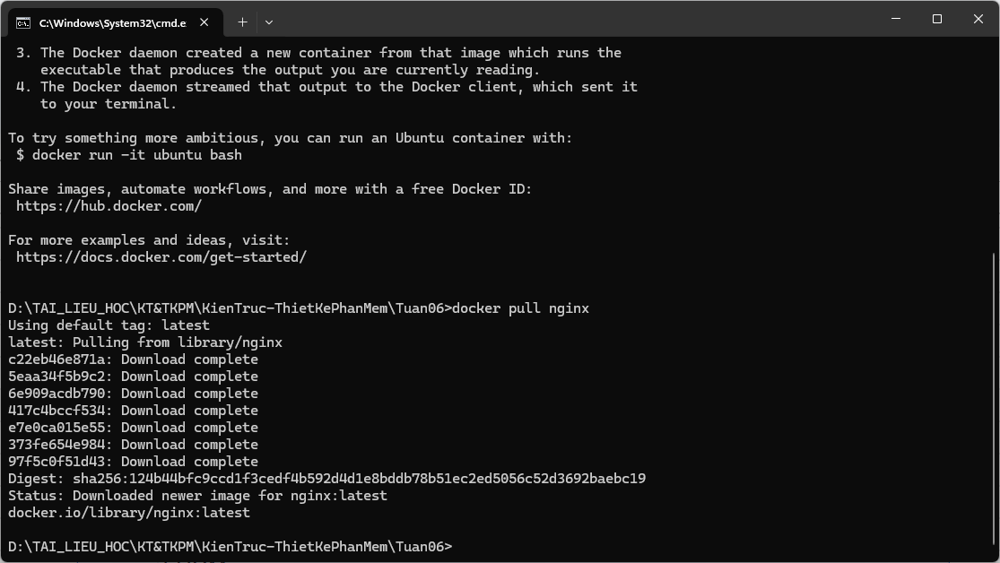 C:\Windows\System32\cmd.e
3. The Docker daemon created a new container from that image which runs the
executable that produces the output you are currently reading.
4. The Docker daemon streamed that output to the Docker client, which sent it
to your terminal.
To try something more ambitious, you can run an Ubuntu container with:
$ docker run -it ubuntu bash
Share images, automate workflows, and more with a free Docker ID:
https://hub.docker.com/
For more examples and ideas, visit:
https://docs.docker.com/get-started/
D:\TAI_LIEU_HOC\KT&TKPM\KienTruc-ThietKePhanMem\Tuan06>docker pull nginx
Using default tag: latest
latest: Pulling from library/nginx
c22eb46e871a: Download complete
5eaa34f5b9c2: Download complete
6e909acdb790: Download complete
417c4bccf534: Download complete
e7e0ca015e55: Download complete
373fe654e984: Download complete
97f5c0f51d43: Download complete
Digest: sha256:124b44bfc9ccd1f3cedf4b592d4d1e8bddb78b51ec2ed5056c52d3692baebc19
Status: Downloaded newer image for nginx:latest
docker.io/library/nginx:latest
D:\TAI_LIEU_HOC\KT&TKPM\KienTruc-ThietKePhanMem\Tuan06>